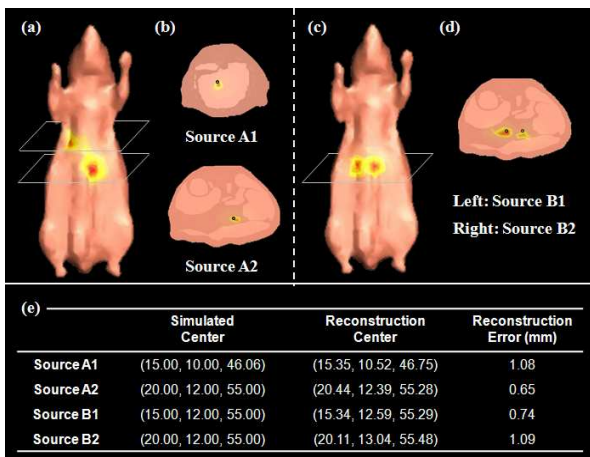 (a) (b) (c) (d)
Source A1
Source A2
Left: Source B1
Right: Source B2
(e)
Simulated Center Reconstruction Center Reconstruction Error (mm)
Source A1 (15.00, 10.00, 46.06) (15.35, 10.52, 46.75) 1.08
Source A2 (20.00, 12.00, 55.00) (20.44, 12.39, 55.28) 0.65
Source B1 (15.00, 12.00, 55.00) (15.34, 12.59, 55.29) 0.74
Source B2 (20.00, 12.00, 55.00) (20.11, 13.04, 55.48) 1.09